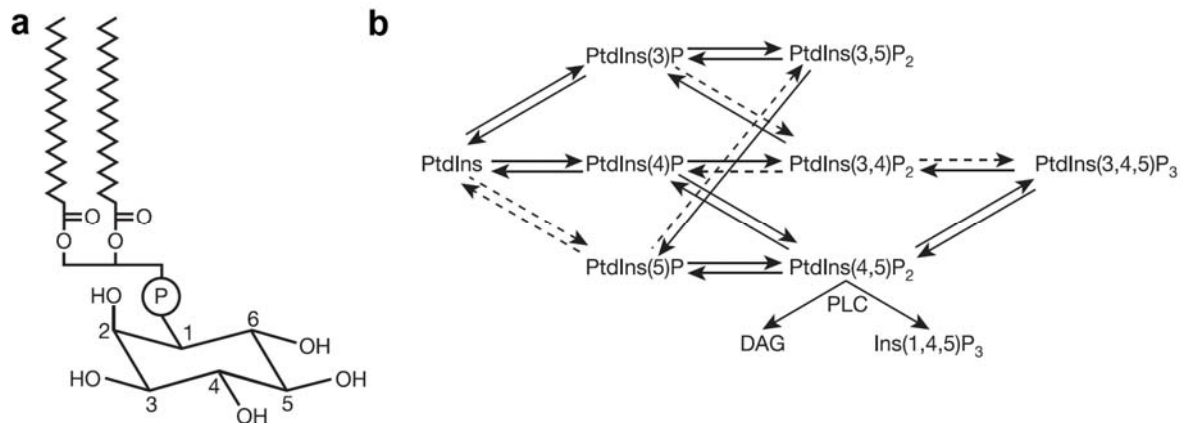 a
O
O
O
O
P
HO
2
1
6
OH
HO
3
4
5
OH
OH
b
PtdIns(3)P
PtdIns(3,5)P₂
PtdIns
PtdIns(4)P
PtdIns(3,4)P₂
PtdIns(3,4,5)P₃
PtdIns(5)P
PtdIns(4,5)P₂
PLC
DAG
Ins(1,4,5)P₃